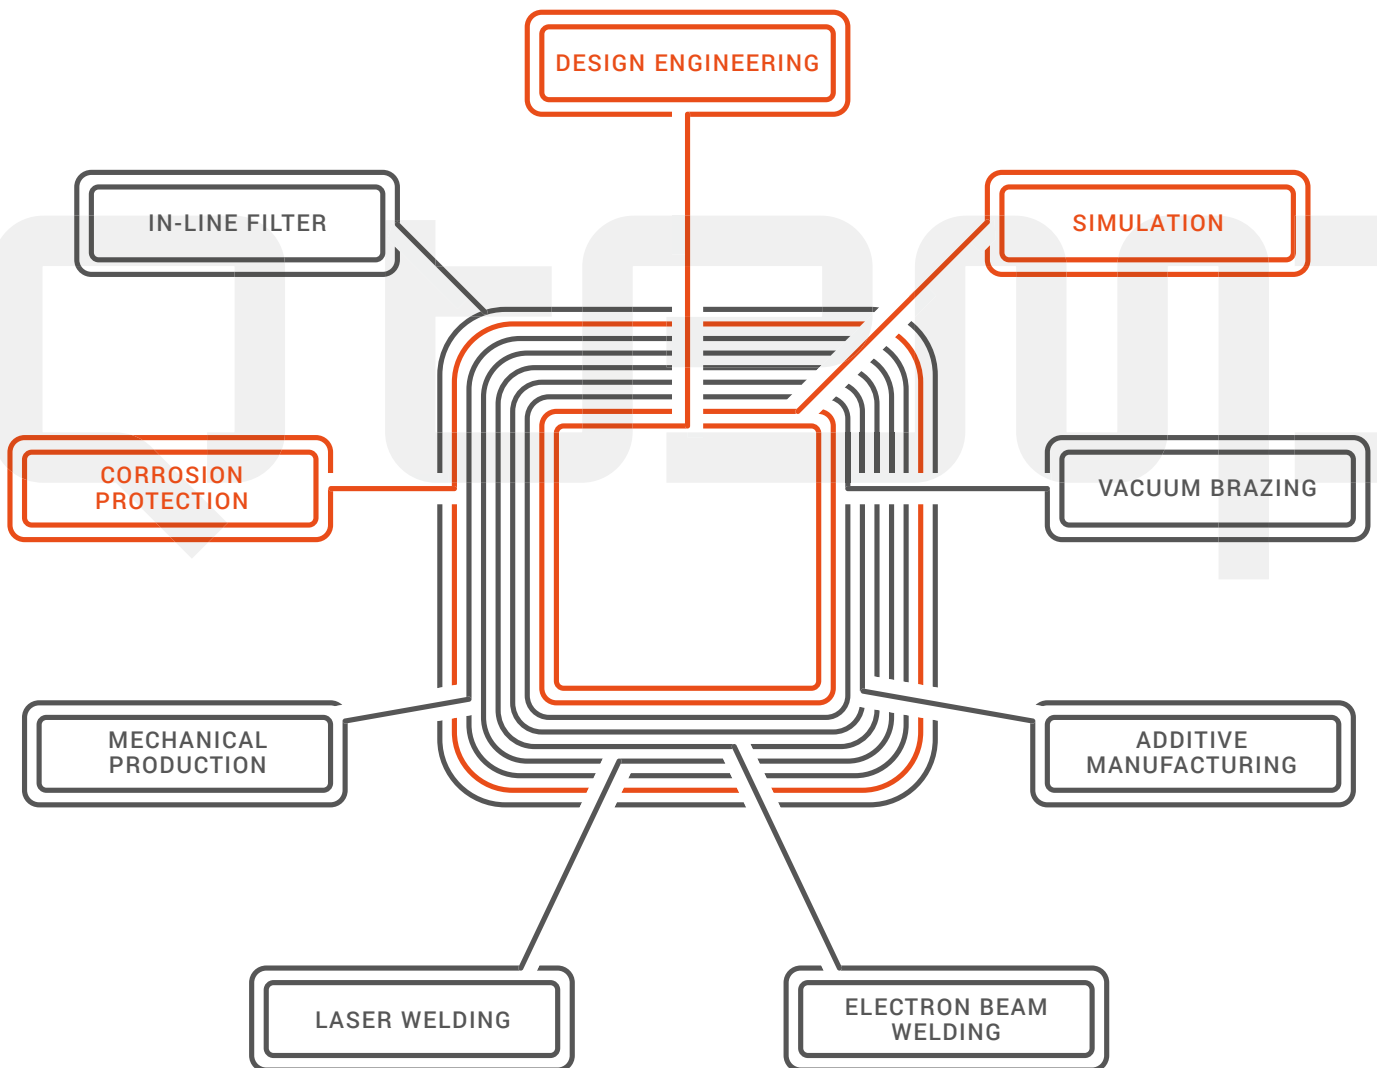 DESIGN ENGINEERING
IN-LINE FILTER
SIMULATION
CORROSION
PROTECTION
VACUUM BRAZING
MECHANICAL
PRODUCTION
ADDITIVE
MANUFACTURING
LASER WELDING
ELECTRON BEAM
WELDING